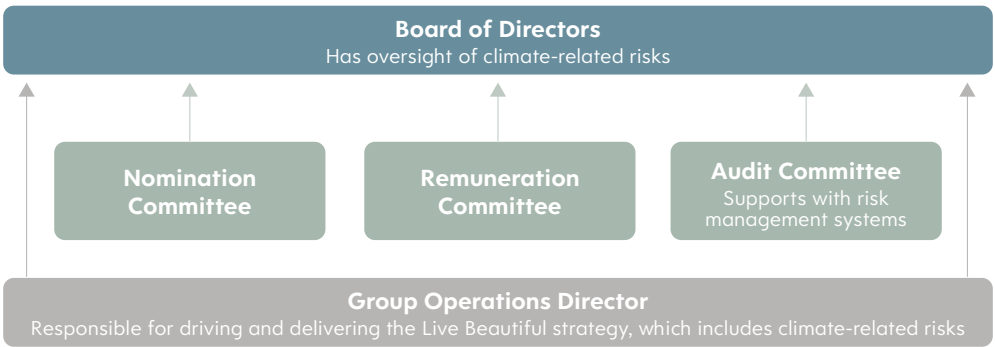 Board of Directors
Has oversight of climate-related risks
Nomination
Committee
Remuneration
Committee
Audit Committee
Supports with risk
management systems
Group Operations Director
Responsible for driving and delivering the Live Beautiful strategy, which includes climate-related risks